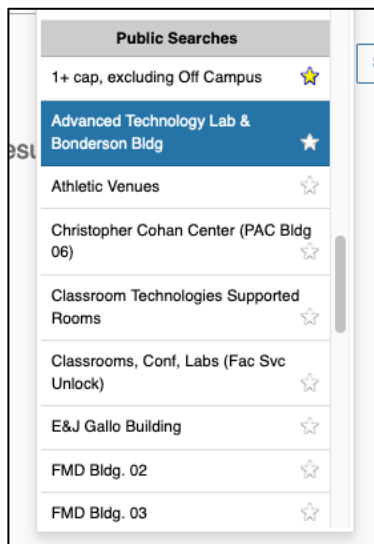 Public Searches
1+ cap, excluding Off Campus
Advanced Technology Lab &
Bonderson Bldg
Athletic Venues
Christopher Cohan Center (PAC Bldg
06)
Classroom Technologies Supported
Rooms
Classrooms, Conf, Labs (Fac Svc
Unlock)
E&J Gallo Building
FMD Bldg. 02
FMD Bldg. 03